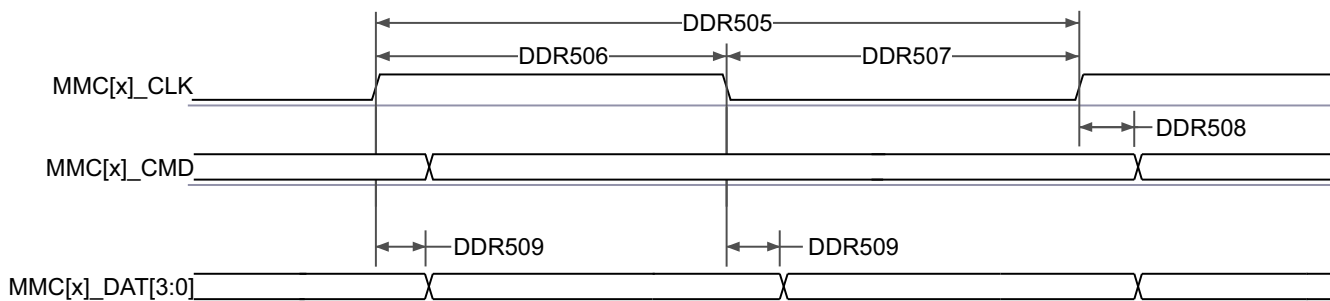 DDR505
DDR506
DDR507
MMC[x]_CLK
DDR508
MMC[x]_CMD
DDR509
DDR509
MMC[x]_DAT[3:0]